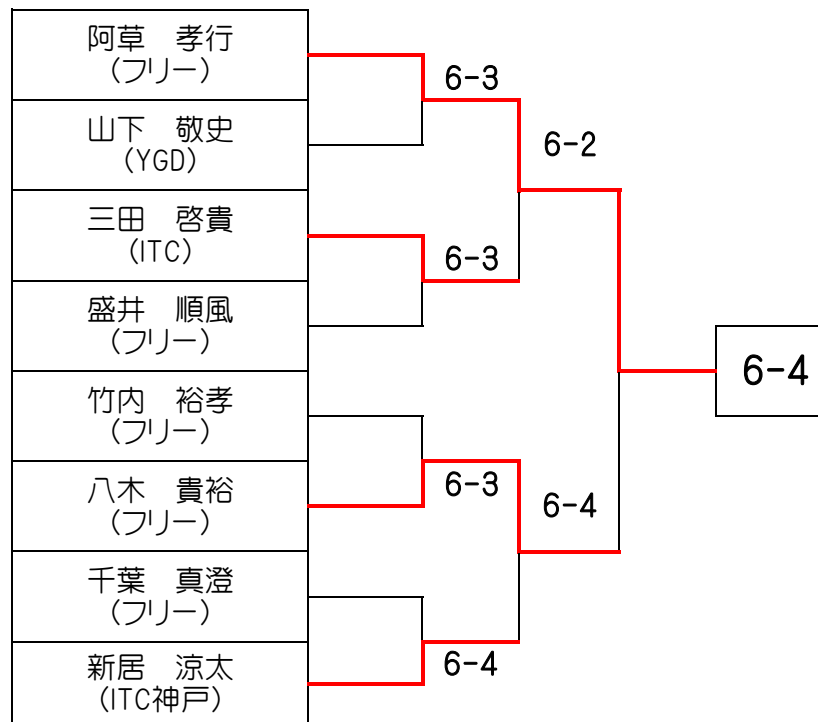 阿草　孝行
(フリー)
山下　敬史
(YGD)
三田　啓貴
(ITC)
盛井　順風
(フリー)
竹内　裕孝
(フリー)
八木　貴裕
(フリー)
千葉　真澄
(フリー)
新居　涼太
(ITC神戸)
6-3
6-3
6-3
6-4
6-2
6-4
6-4